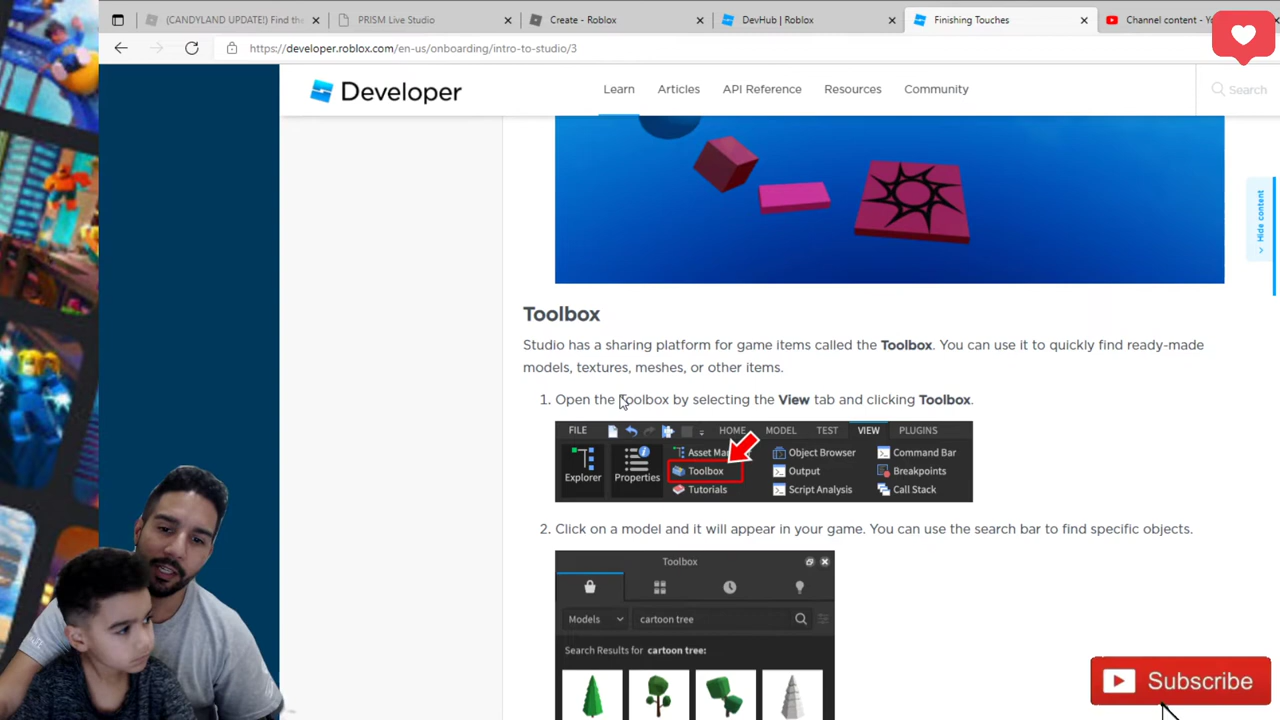 (CANDYLAND UPDATE!) Find the
PRISM Live Studio
Create - Roblox
DevHub | Roblox
Finishing Touches
Channel content - Yo
https://developer.roblox.com/en-us/onboarding/intro-to-studio/3
Developer
Learn
Articles
API Reference
Resources
Community
Search
Hide content
Toolbox
Studio has a sharing platform for game items called the Toolbox. You can use it to quickly find ready-made
models, textures, meshes, or other items.
1. Open the Toolbox by selecting the View tab and clicking Toolbox.
FILE
HOME
MODEL
TEST
VIEW
PLUGINS
Explorer
Properties
Asset Ma
Toolbox
Tutorials
Object Browser
Output
Script Analysis
Command Bar
Breakpoints
Call Stack
2. Click on a model and it will appear in your game. You can use the search bar to find specific objects.
Toolbox
Models
cartoon tree
Search Results for cartoon tree:
Subscribe